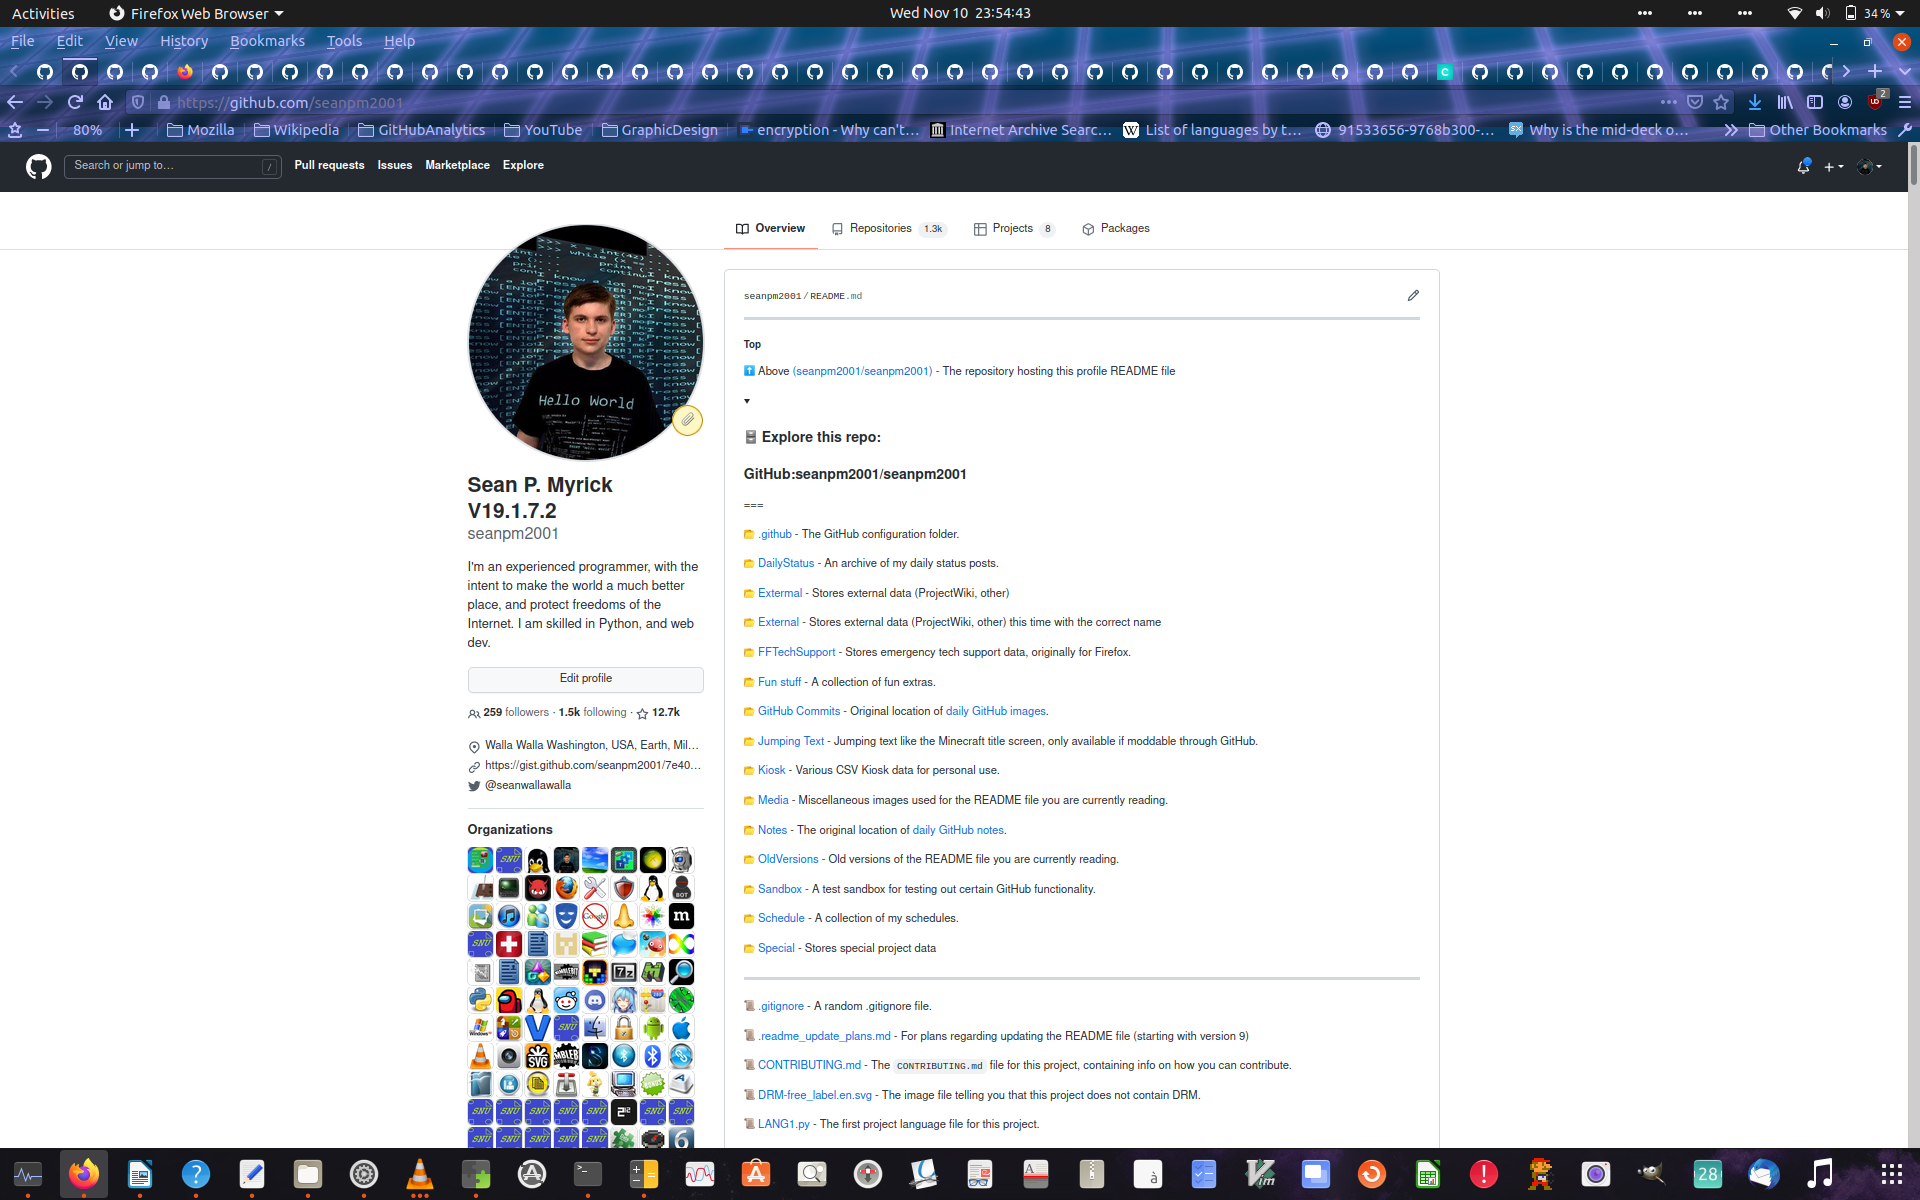 Activities
Firefox Web Browser
Wed Nov 10 23:54:43
34 %
File Edit View History Bookmarks Tools Help
https://github.com/seanpm2001
2
80%
Mozilla
Wikipedia
GitHubAnalytics
YouTube
GraphicDesign
encryption - Why can't…
Internet Archive Searc…
List of languages by t…
91533656-9768b300-…
Why is the mid-deck o…
Other Bookmarks
Search or jump to…
/
Pull requests Issues Marketplace Explore
Overview
Repositories 1.3k
Projects 8
Packages
Hello World
Sean P. Myrick
V19.1.7.2
seanpm2001
I'm an experienced programmer, with the
intent to make the world a much better
place, and protect freedoms of the
Internet. I am skilled in Python, and web
dev.
Edit profile
259 followers · 1.5k following · 12.7k
Walla Walla Washington, USA, Earth, Mil…
https://gist.github.com/seanpm2001/7e40…
@seanwallawalla
Organizations
seanpm2001/README.md
Top
Above (seanpm2001/seanpm2001) - The repository hosting this profile README file
Explore this repo:
GitHub:seanpm2001/seanpm2001
===
.github - The GitHub configuration folder.
DailyStatus - An archive of my daily status posts.
Extermal - Stores external data (ProjectWiki, other)
External - Stores external data (ProjectWiki, other) this time with the correct name
FFTechSupport - Stores emergency tech support data, originally for Firefox.
Fun stuff - A collection of fun extras.
GitHub Commits - Original location of daily GitHub images.
Jumping Text - Jumping text like the Minecraft title screen, only available if moddable through GitHub.
Kiosk - Various CSV Kiosk data for personal use.
Media - Miscellaneous images used for the README file you are currently reading.
Notes - The original location of daily GitHub notes.
OldVersions - Old versions of the README file you are currently reading.
Sandbox - A test sandbox for testing out certain GitHub functionality.
Schedule - A collection of my schedules.
Special - Stores special project data
.gitignore - A random .gitignore file.
.readme_update_plans.md - For plans regarding updating the README file (starting with version 9)
CONTRIBUTING.md - The CONTRIBUTING.md file for this project, containing info on how you can contribute.
DRM-free_label.en.svg - The image file telling you that this project does not contain DRM.
LANG1.py - The first project language file for this project.
28